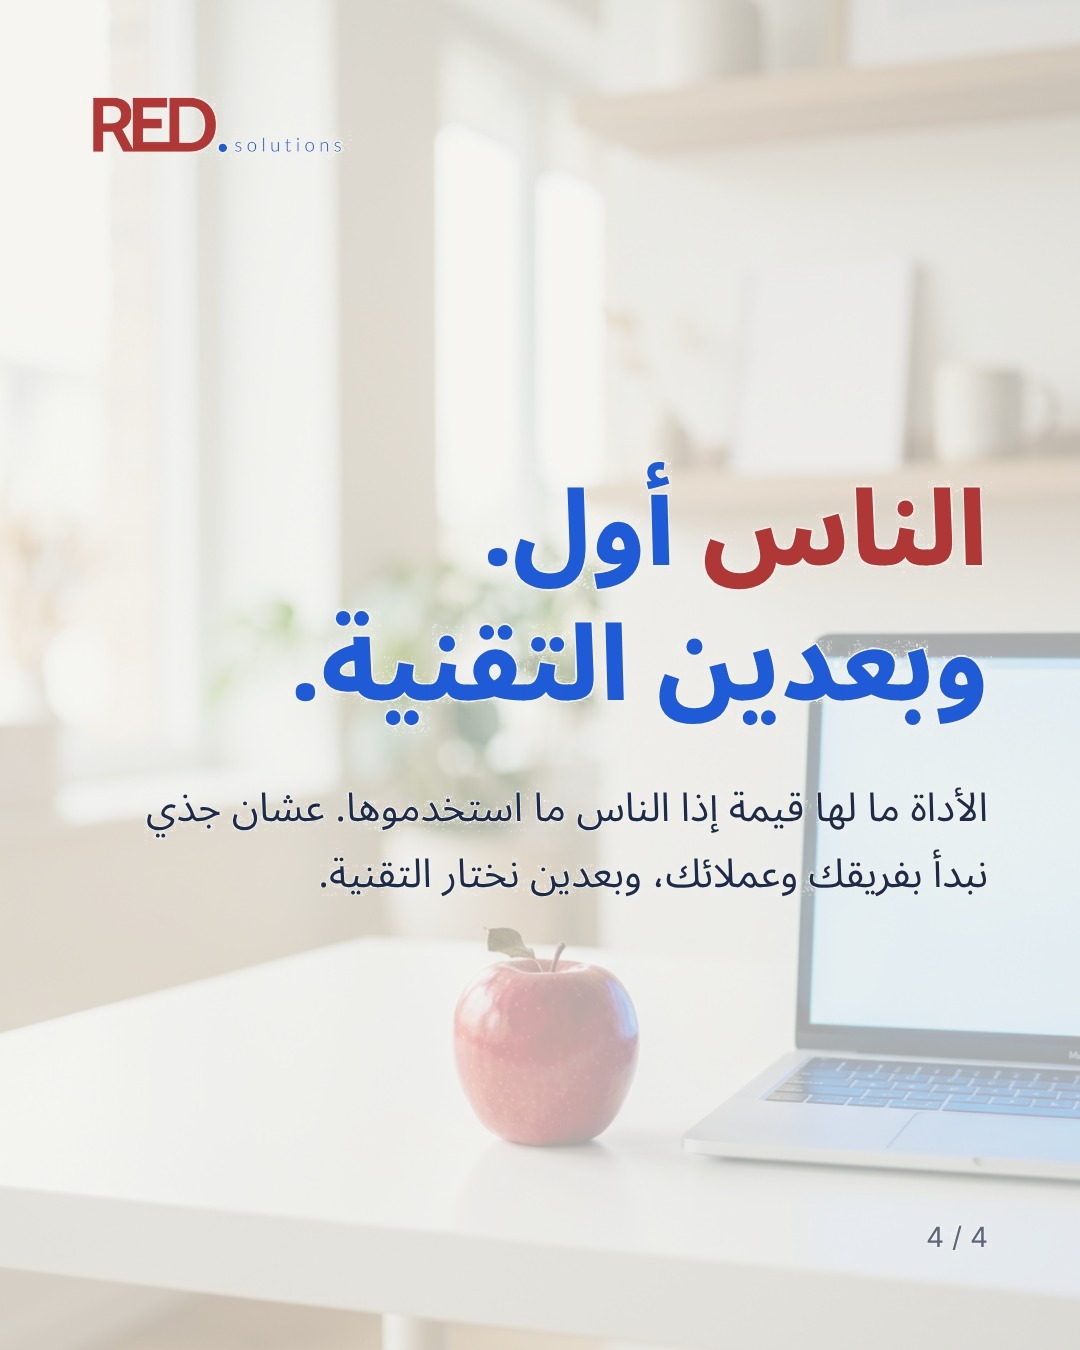 RED.solutions
الناس أول.
وبعدين التقنية.
الأداة ما لها قيمة إذا الناس ما استخدموها. عشان جذي
نبدأ بفريقك وعملائك، وبعدين نختار التقنية.
4 / 4